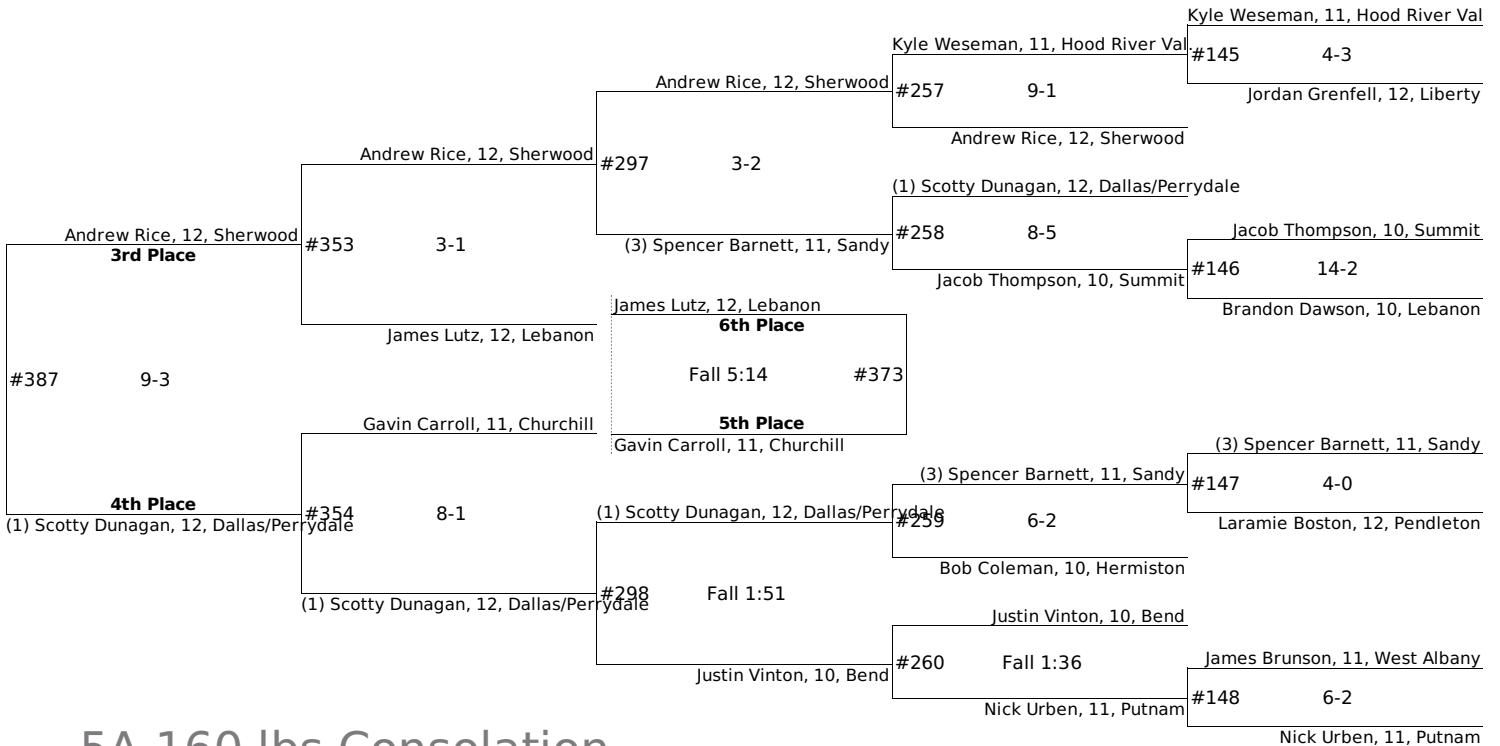 Kyle Weseman, 11, Hood River Val
Kyle Weseman, 11, Hood River Val.
#145 4-3
Andrew Rice, 12, Sherwood
#257 9-1
Jordan Grenfell, 12, Liberty
Andrew Rice, 12, Sherwood
Andrew Rice, 12, Sherwood
#297 3-2
(1) Scotty Dunagan, 12, Dallas/Perrydale
Andrew Rice, 12, Sherwood
3rd Place
#353 3-1
(3) Spencer Barnett, 11, Sandy
#258 8-5
Jacob Thompson, 10, Summit
#146 14-2
Jacob Thompson, 10, Summit
Brandon Dawson, 10, Lebanon
James Lutz, 12, Lebanon
6th Place
James Lutz, 12, Lebanon
#387 9-3
Fall 5:14 #373
Gavin Carroll, 11, Churchill
5th Place
Gavin Carroll, 11, Churchill
(3) Spencer Barnett, 11, Sandy
(3) Spencer Barnett, 11, Sandy
#147 4-0
4th Place
(1) Scotty Dunagan, 12, Dallas/Perrydale
#354 8-1
(1) Scotty Dunagan, 12, Dallas/Perrydale
#259 6-2
Laramie Boston, 12, Pendleton
Bob Coleman, 10, Hermiston
(1) Scotty Dunagan, 12, Dallas/Perrydale
#298 Fall 1:51
Justin Vinton, 10, Bend
Justin Vinton, 10, Bend
#260 Fall 1:36
James Brunson, 11, West Albany
#148 6-2
Nick Urben, 11, Putnam
Nick Urben, 11, Putnam
5A 160 lbs Consolation